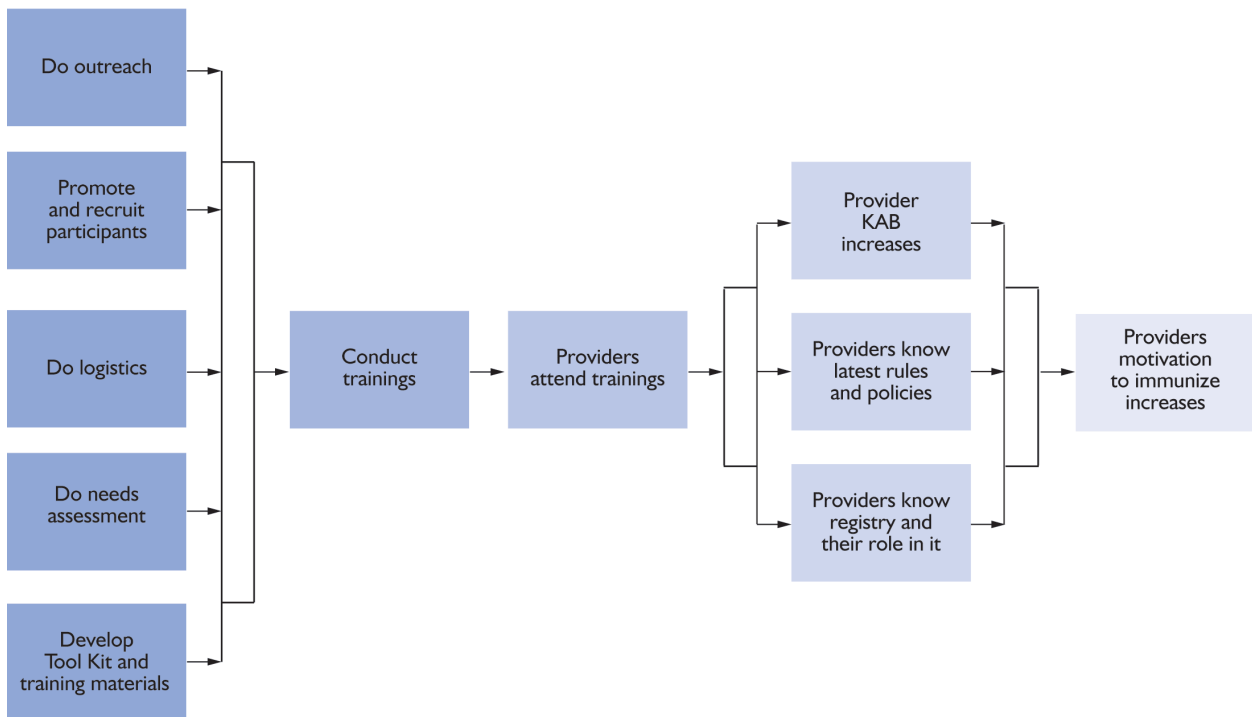 Do outreach
Promote
and recruit
participants
Do logistics
Do needs
assessment
Develop
Tool Kit and
training materials
Conduct
trainings
Providers
attend trainings
Provider
KAB
increases
Providers know
latest rules
and policies
Providers know
registry and
their role in it
Providers
motivation
to immunize
increases